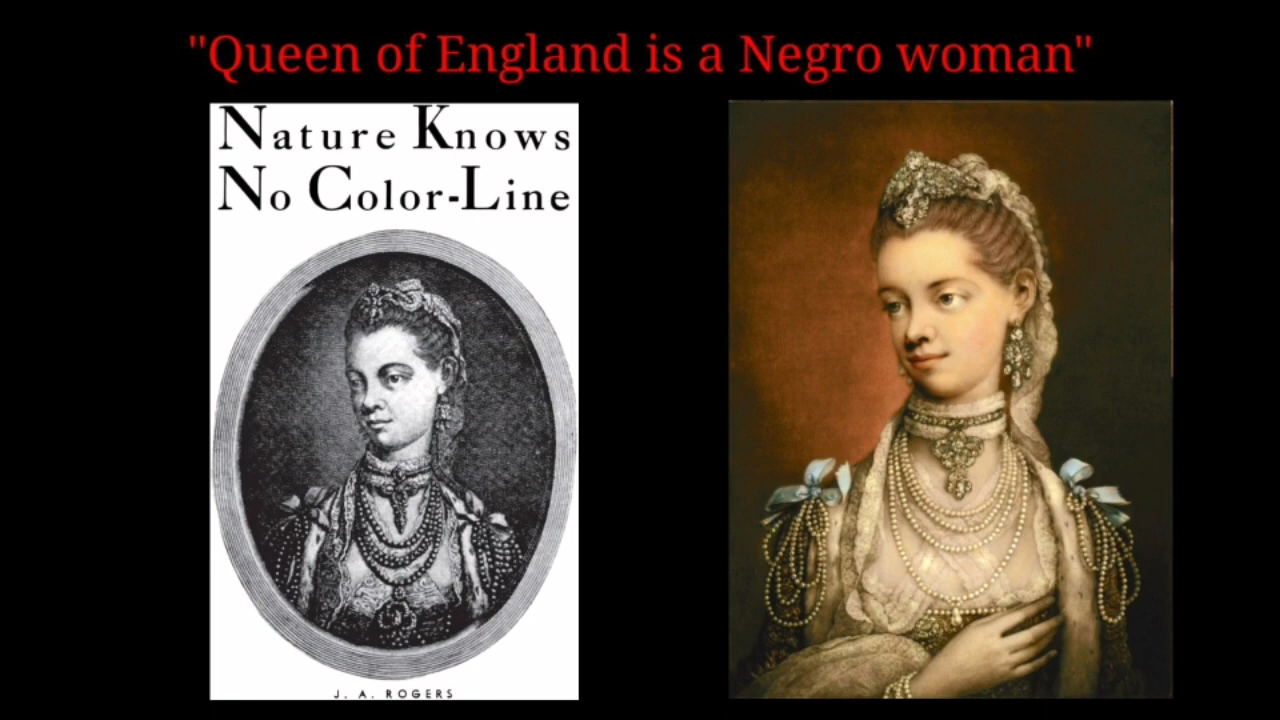 "Queen of England is a Negro woman"
Nature Knows
No Color-Line
J. A. ROGERS